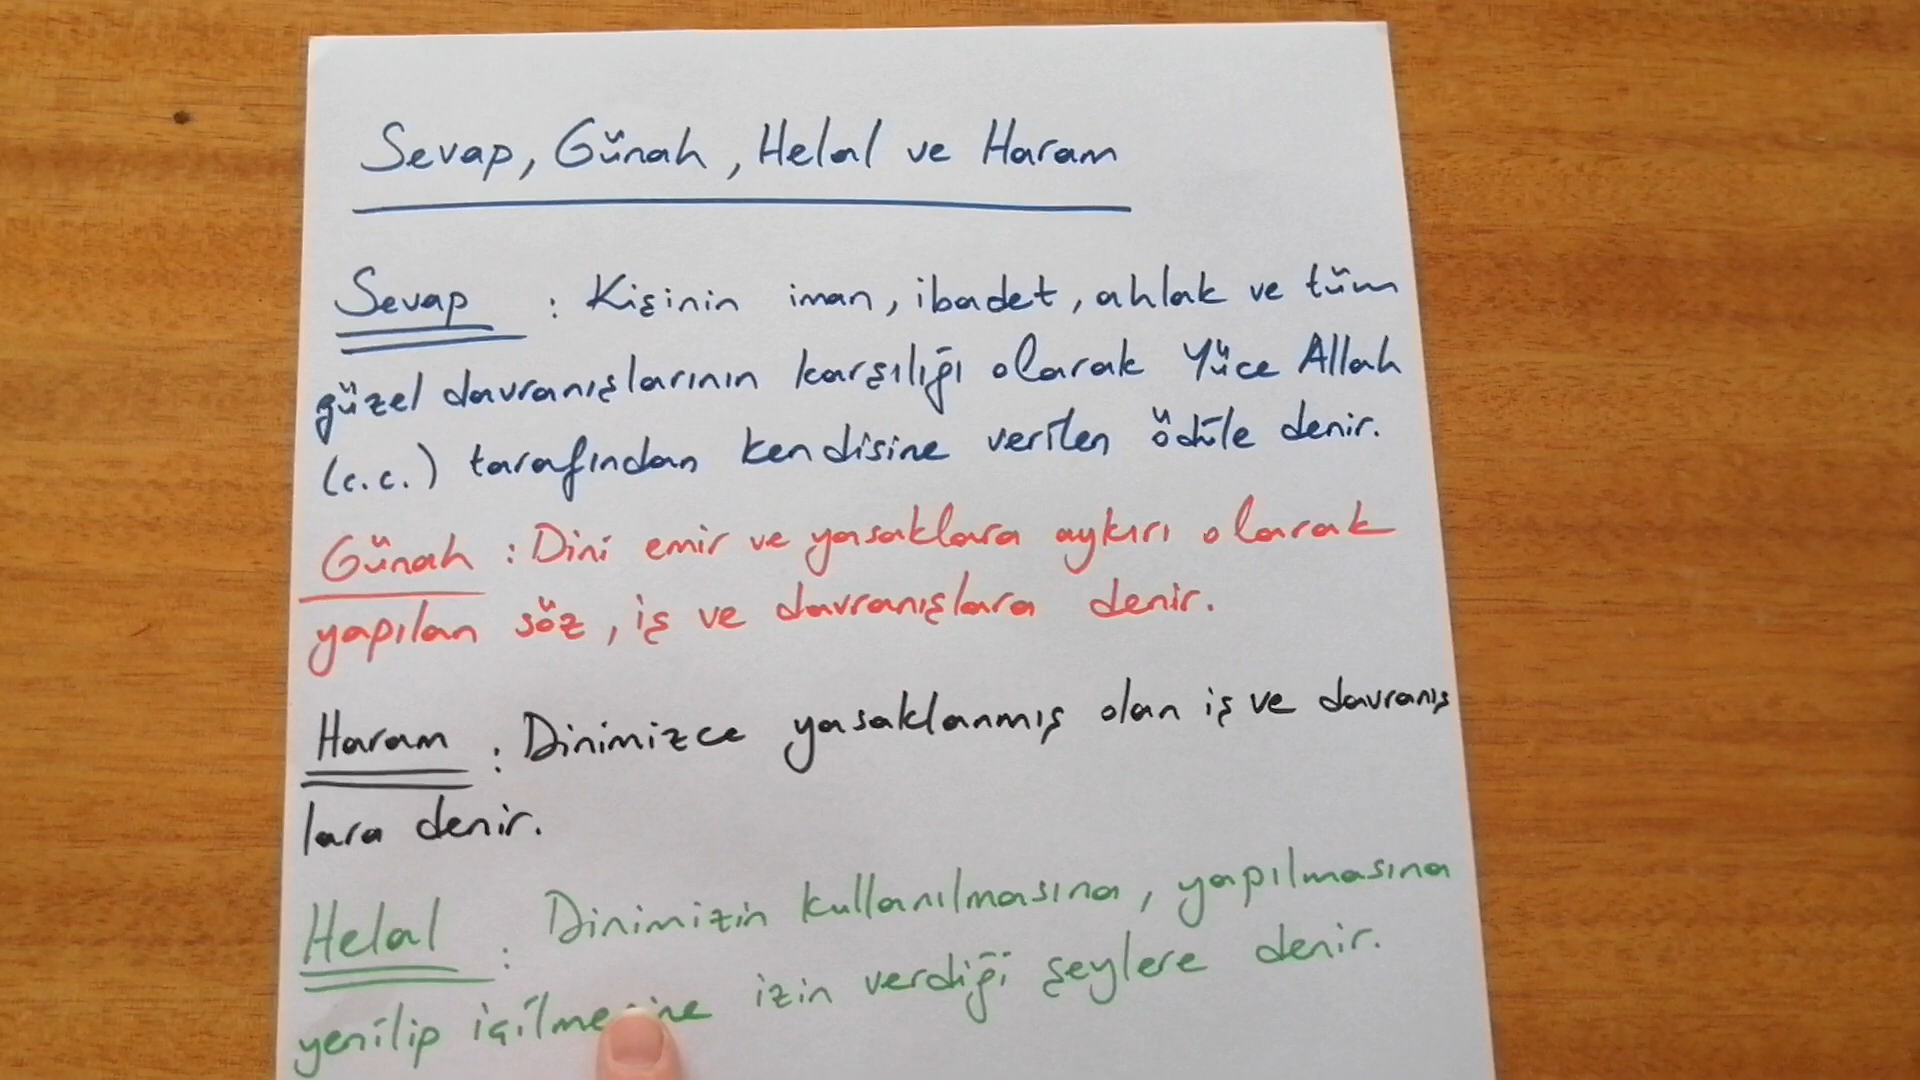 Sevap, Günah, Helal ve Haram
Sevap : Kişinin iman, ibadet, ahlak ve tüm
güzel davranışlarının karşılığı olarak Yüce Allah
(c.c.) tarafından kendisine verilen ödüle denir.
Günah : Dini emir ve yasaklara aykırı olarak
yapılan söz, iş ve davranışlara denir.
Haram : Dinimizce yasaklanmış olan iş ve davranış
lara denir.
Helal : Dinimizin kullanılmasına, yapılmasına
yenilip içilmesine izin verdiği şeylere denir.